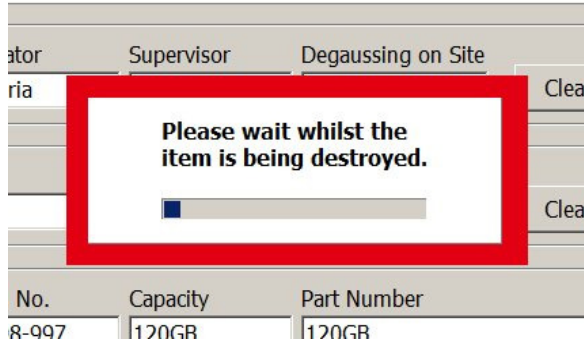 ator Supervisor Degaussing on Site
ria Clea
Please wait whilst the
item is being destroyed.
Clea
No. Capacity Part Number
8-997 120GB 120GB